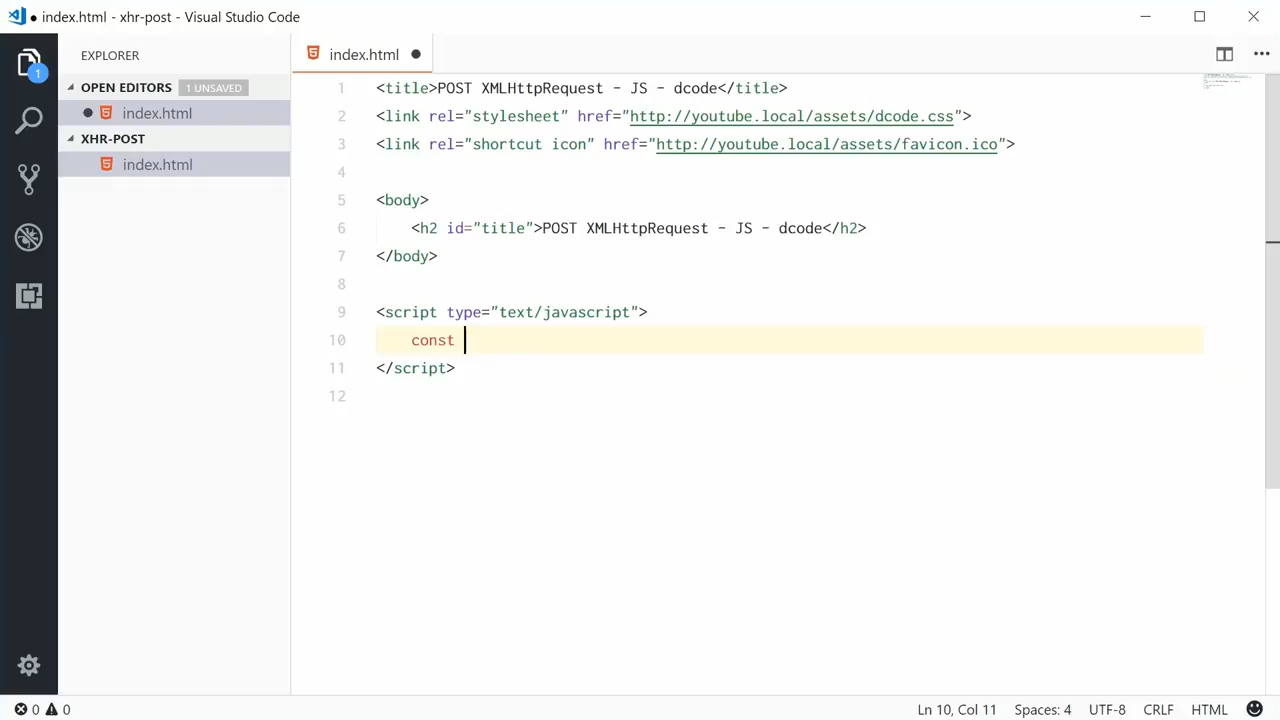 ● index.html - xhr-post - Visual Studio Code
EXPLORER
OPEN EDITORS 1 UNSAVED
● index.html
XHR-POST
index.html
1
index.html ●
1 <title>POST XMLHttpRequest - JS - dcode</title>
2 <link rel="stylesheet" href="http://youtube.local/assets/dcode.css">
3 <link rel="shortcut icon" href="http://youtube.local/assets/favicon.ico">
4
5 <body>
6     <h2 id="title">POST XMLHttpRequest - JS - dcode</h2>
7 </body>
8
9 <script type="text/javascript">
10     const
11 </script>
12
0 0 Ln 10, Col 11 Spaces: 4 UTF-8 CRLF HTML